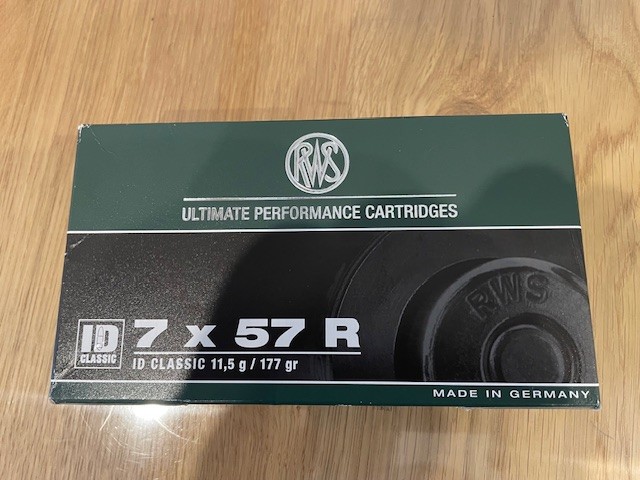 RWS
ULTIMATE PERFORMANCE CARTRIDGES
RWS
ID
CLASSIC
7 x 57 R
ID CLASSIC 11,5 g / 177 gr
MADE IN GERMANY